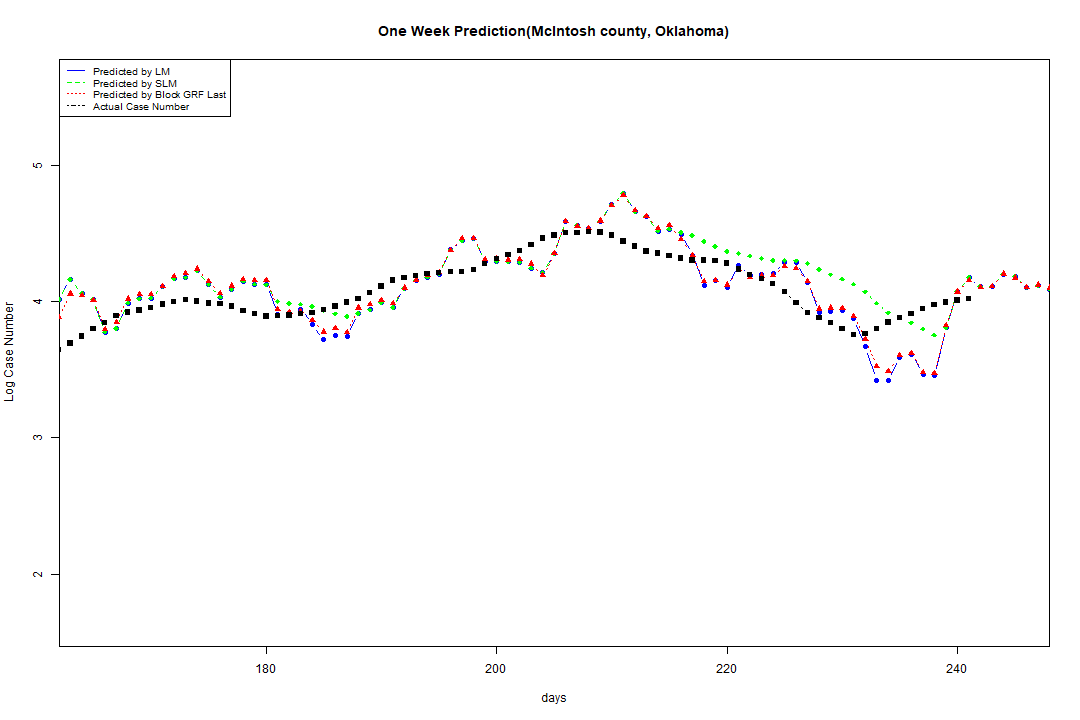 One Week Prediction(McIntosh county, Oklahoma)
Predicted by LM
Predicted by SLM
Predicted by Block GRF Last
Actual Case Number
5
4
3
2
Log Case Number
180 200 220 240
days